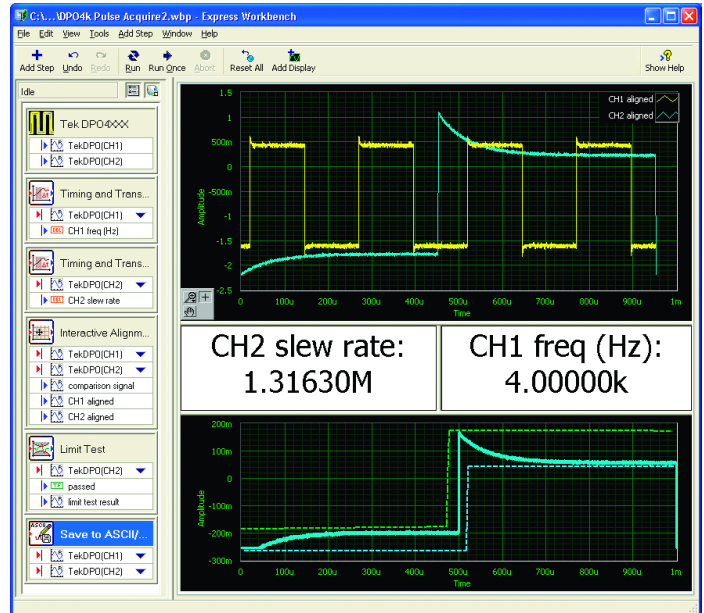 C:\...\DPO4k Pulse Acquire2.wbp - Express Workbench
File Edit View Tools Add Step Window Help
Add Step Undo Redo Run Run Once Abort Reset All Add Display Show Help
Idle
Tek DPO4XXX
TekDPO(CH1)
TekDPO(CH2)
Timing and Trans...
TekDPO(CH1)
DBL CH1 freq (Hz)
Timing and Trans...
TekDPO(CH2)
DBL CH2 slew rate
Interactive Alignm...
TekDPO(CH1)
TekDPO(CH2)
comparison signal
CH1 aligned
CH2 aligned
Limit Test
TekDPO(CH2)
TF passed
limit test result
ASCII
Save to ASCII/...
TekDPO(CH1)
TekDPO(CH2)
CH1 aligned
CH2 aligned
Amplitude
1.5
1
500m
0
-500m
-1
-1.5
-2
-2.5
0 100u 200u 300u 400u 500u 600u 700u 800u 900u 1m
Time
CH2 slew rate:
1.31630M
CH1 freq (Hz):
4.00000k
Amplitude
200m
100m
0
-100m
-200m
-300m
0 100u 200u 300u 400u 500u 600u 700u 800u 900u 1m
Time